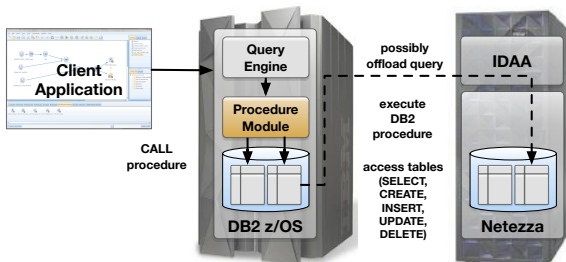 Client
Application
CALL
procedure
Query
Engine
Procedure
Module
DB2 z/OS
possibly
offload query
execute
DB2
procedure
access tables
(SELECT,
CREATE,
INSERT,
UPDATE,
DELETE)
IDAA
Netezza